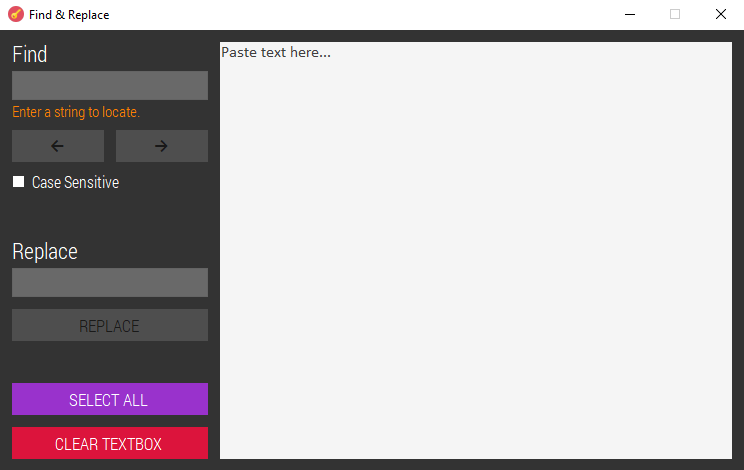 Find & Replace
Find
Enter a string to locate.
Case Sensitive
Replace
REPLACE
SELECT ALL
CLEAR TEXTBOX
Paste text here...